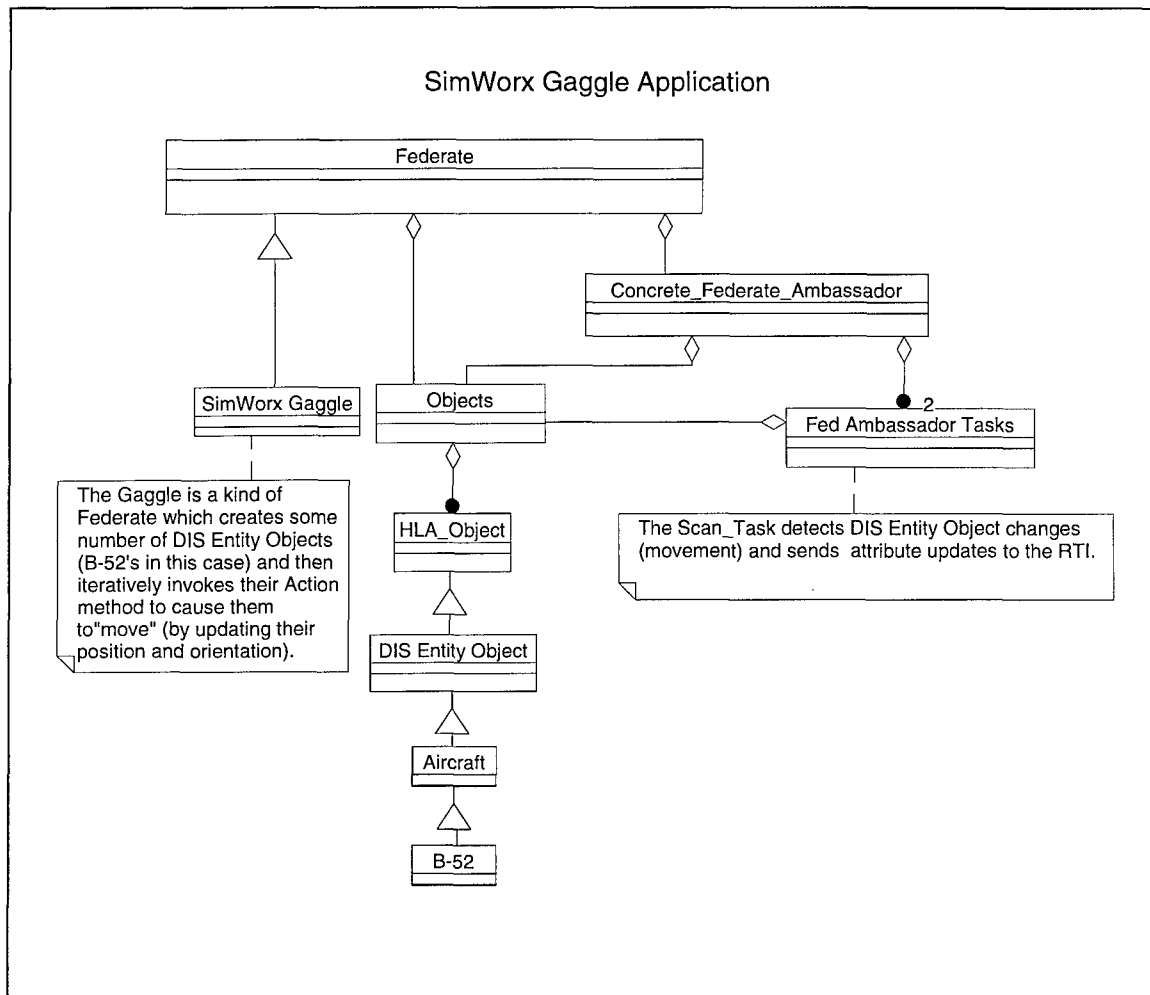 SimWorx Gaggle Application
Federate
Concrete_Federate_Ambassador
SimWorx Gaggle
Objects
2
Fed Ambassador Tasks
The Gaggle is a kind of
Federate which creates some
number of DIS Entity Objects
(B-52's in this case) and then
iteratively invokes their Action
method to cause them
to"move" (by updating their
position and orientation).
HLA_Object
The Scan_Task detects DIS Entity Object changes
(movement) and sends attribute updates to the RTI.
DIS Entity Object
Aircraft
B-52